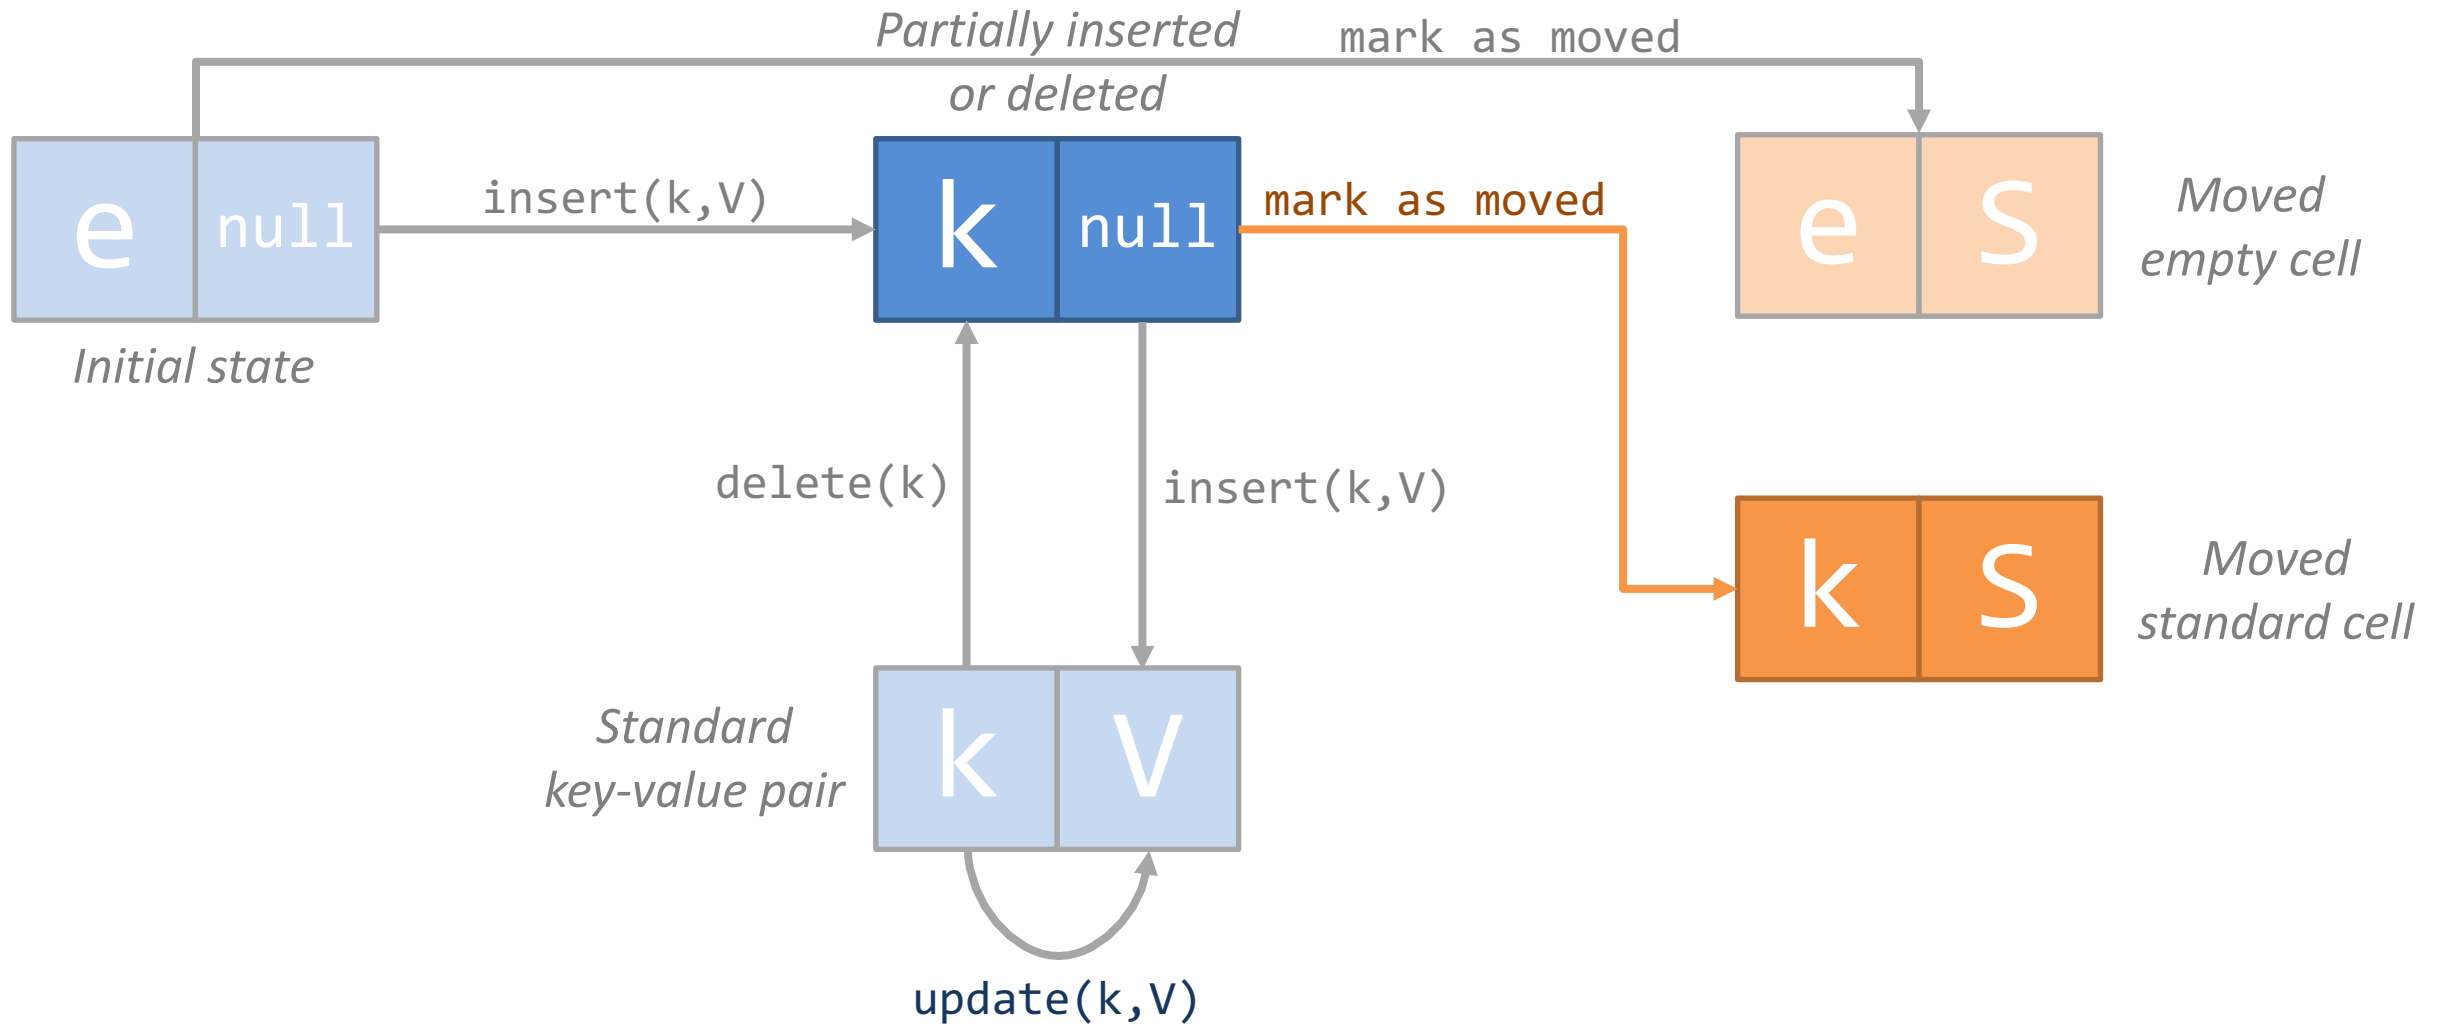 Partially inserted
or deleted
mark as moved
e
null
insert(k,V)
k
null
mark as moved
e
S
Moved
empty cell
Initial state
delete(k)
insert(k,V)
k
S
Moved
standard cell
Standard
key-value pair
k
V
update(k,V)